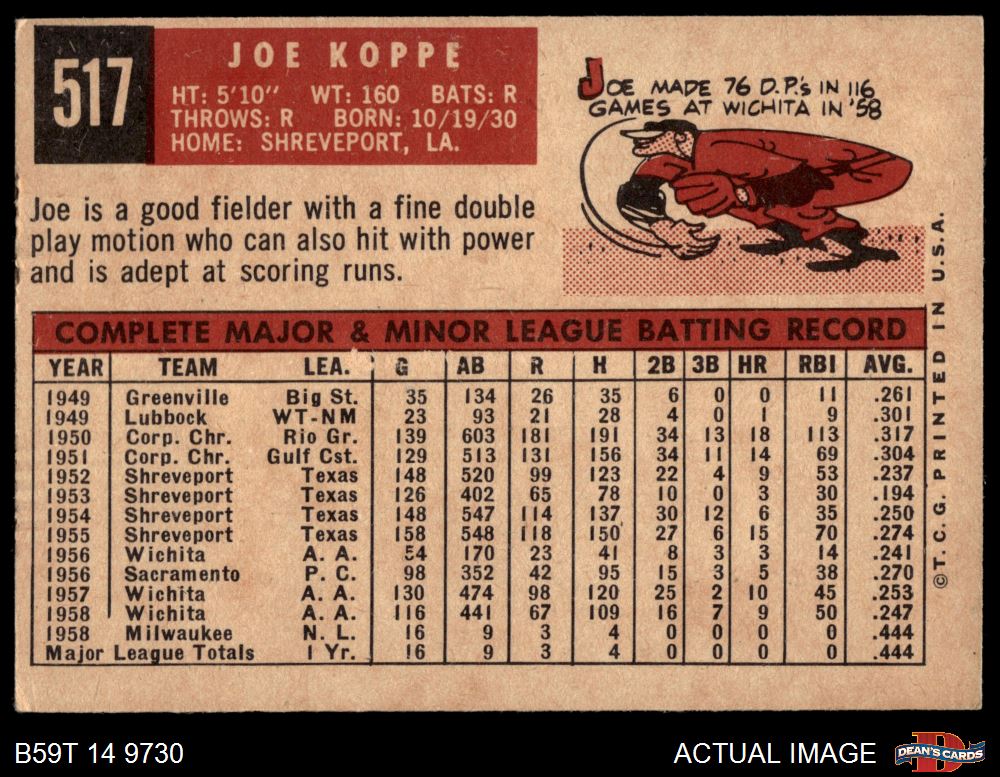 517
JOE KOPPE
HT: 5'10" WT: 160 BATS: R
THROWS: R BORN: 10/19/30
HOME: SHREVEPORT, LA.
JOE MADE 76 D.P.'s IN 116
GAMES AT WICHITA IN '58
Joe is a good fielder with a fine double
play motion who can also hit with power
and is adept at scoring runs.
COMPLETE MAJOR & MINOR LEAGUE BATTING RECORD
YEAR TEAM LEA. G AB R H 2B 3B HR RBI AVG.
1949 Greenville Big St. 35 134 26 35 6 0 0 11 .261
1949 Lubbock WT-NM 23 93 21 28 4 0 1 9 .301
1950 Corp. Chr. Rio Gr. 139 603 181 191 34 13 18 113 .317
1951 Corp. Chr. Gulf Cst. 129 513 131 156 34 11 14 69 .304
1952 Shreveport Texas 148 520 99 123 22 4 9 53 .237
1953 Shreveport Texas 126 402 65 78 10 0 3 30 .194
1954 Shreveport Texas 148 547 114 137 30 12 6 35 .250
1955 Shreveport Texas 158 548 118 150 27 6 15 70 .274
1956 Wichita A. A. 54 170 23 41 8 3 3 14 .241
1956 Sacramento P. C. 98 352 42 95 15 3 5 38 .270
1957 Wichita A. A. 130 474 98 120 25 2 10 45 .253
1958 Wichita A. A. 116 441 67 109 16 7 9 50 .247
1958 Milwaukee N. L. 16 9 3 4 0 0 0 0 .444
Major League Totals 1 Yr. 16 9 3 4 0 0 0 0 .444
©T.C.G. PRINTED IN U.S.A.
B59T 14 9730
ACTUAL IMAGE
DEAN'S CARDS